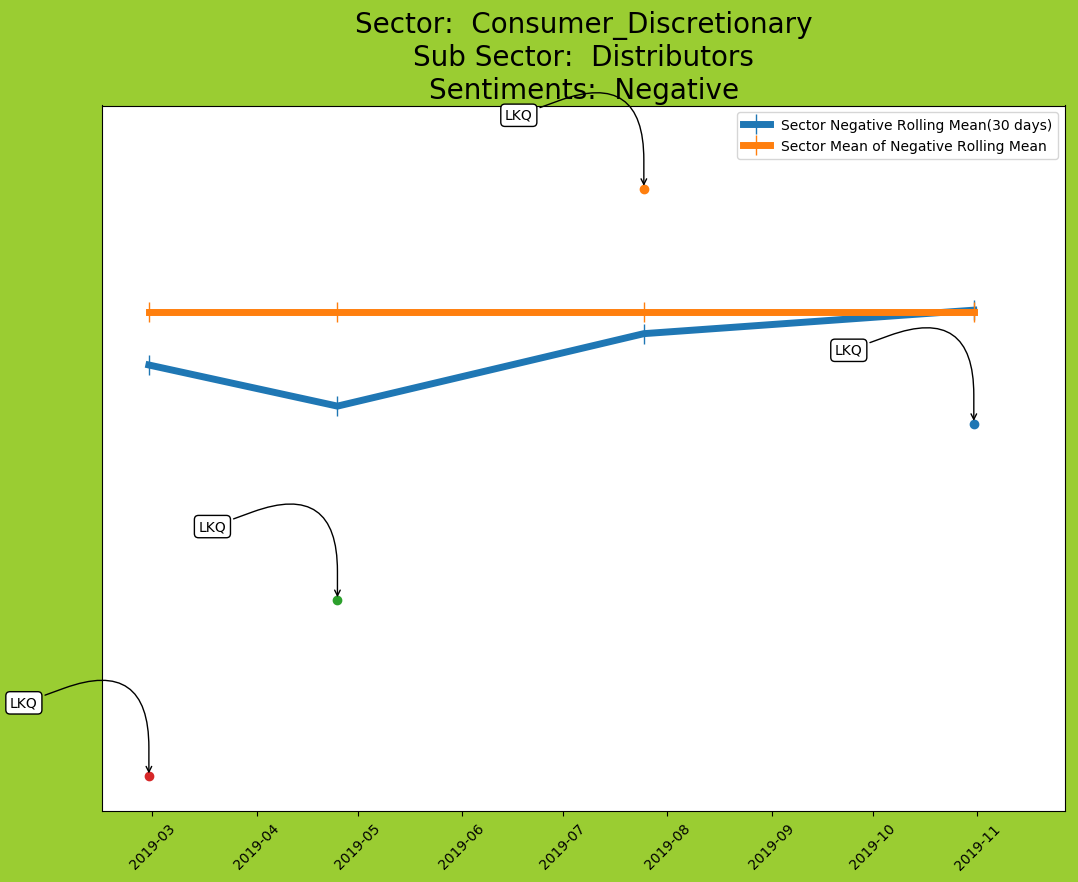 Sector:  Consumer_Discretionary
Sub Sector:  Distributors
Sentiments:  Negative
LKQ
Sector Negative Rolling Mean(30 days)
Sector Mean of Negative Rolling Mean
LKQ
LKQ
LKQ
2019-03
2019-04
2019-05
2019-06
2019-07
2019-08
2019-09
2019-10
2019-11